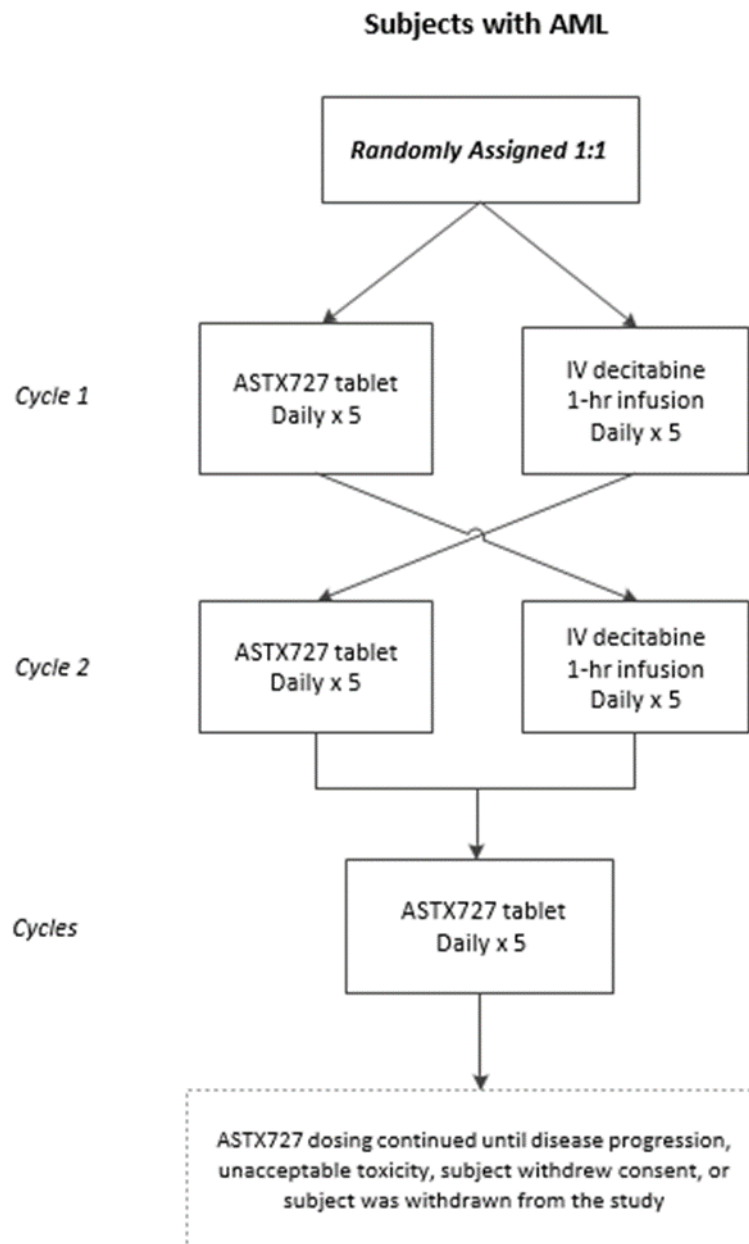 Subjects with AML
Randomly Assigned 1:1
Cycle 1
ASTX727 tablet
Daily x 5
IV decitabine
1-hr infusion
Daily x 5
Cycle 2
ASTX727 tablet
Daily x 5
IV decitabine
1-hr infusion
Daily x 5
Cycles
ASTX727 tablet
Daily x 5
ASTX727 dosing continued until disease progression,
unacceptable toxicity, subject withdrew consent, or
subject was withdrawn from the study